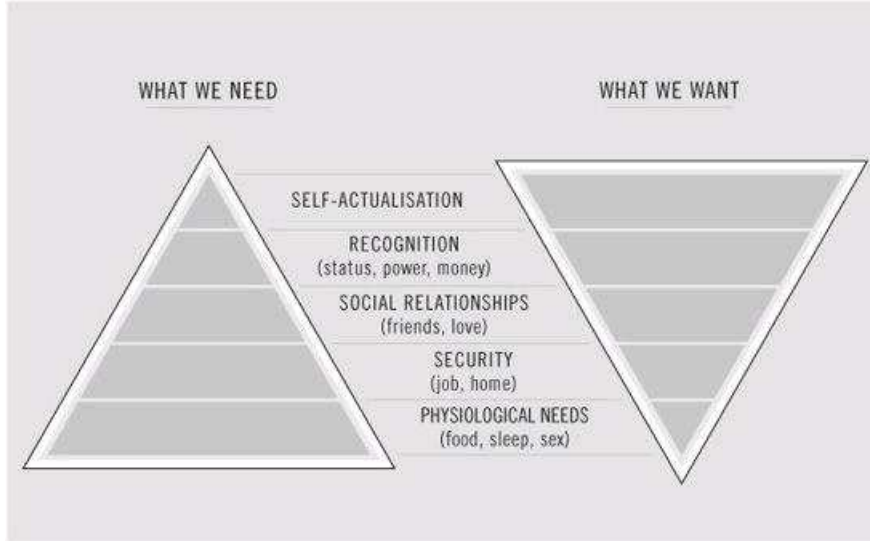 WHAT WE NEED
WHAT WE WANT
SELF-ACTUALISATION
RECOGNITION
(status, power, money)
SOCIAL RELATIONSHIPS
(friends, love)
SECURITY
(job, home)
PHYSIOLOGICAL NEEDS
(food, sleep, sex)